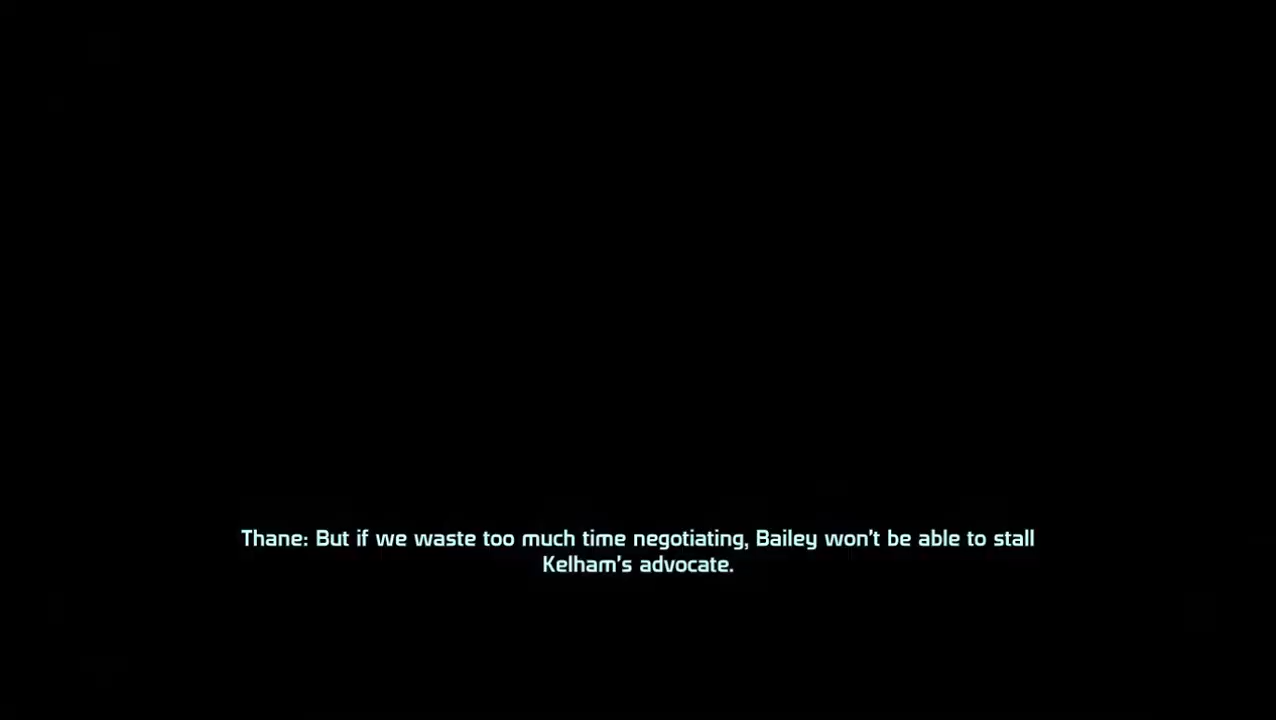 Thane: But if we waste too much time negotiating, Bailey won't be able to stall
Kelham's advocate.